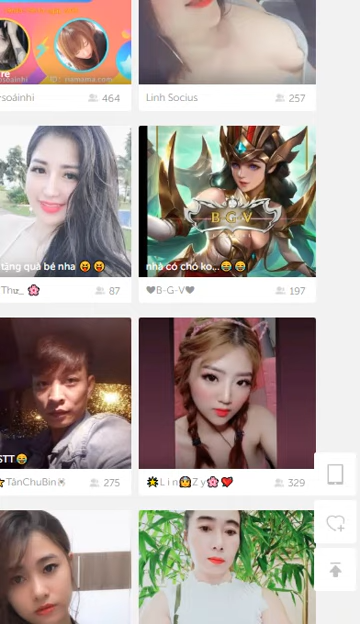 soáinhi 464
Linh Socius 257
tặng quà bé nha 😝 😝
B·G·V
nhà có chó ko...😂😂
Thư_ 🌸 87
♥B-G-V♥ 197
STT😂
TânChuBin 275
L i n Z y🌸❤ 329